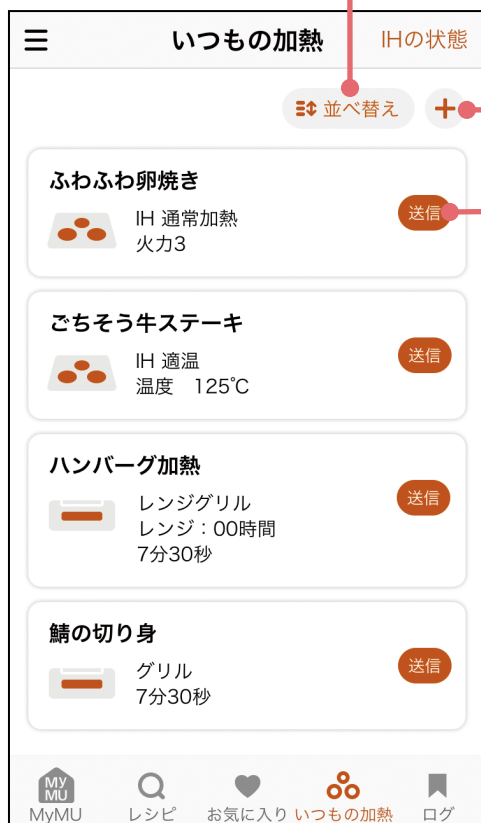 いつもの加熱 IHの状態
並べ替え
ふわふわ卵焼き
IH 通常加熱
火力3
送信
ごちそう牛ステーキ
IH 適温
温度 125℃
送信
ハンバーグ加熱
レンジグリル
レンジ：00時間
7分30秒
送信
鯖の切り身
グリル
7分30秒
送信
MY
MU
MyMU レシピ お気に入り いつもの加熱 ログ